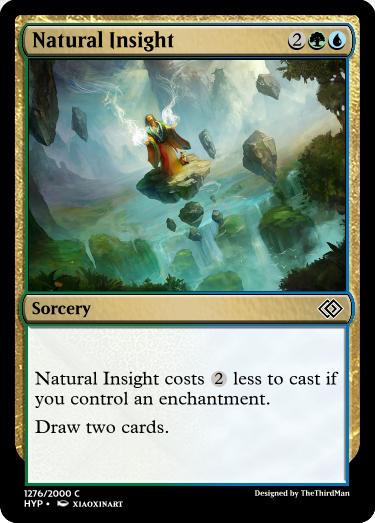 Natural Insight 2
Sorcery
Natural Insight costs 2 less to cast if
you control an enchantment.
Draw two cards.
1276/2000 C
HYP • XIAOXINART
Designed by TheThirdMan